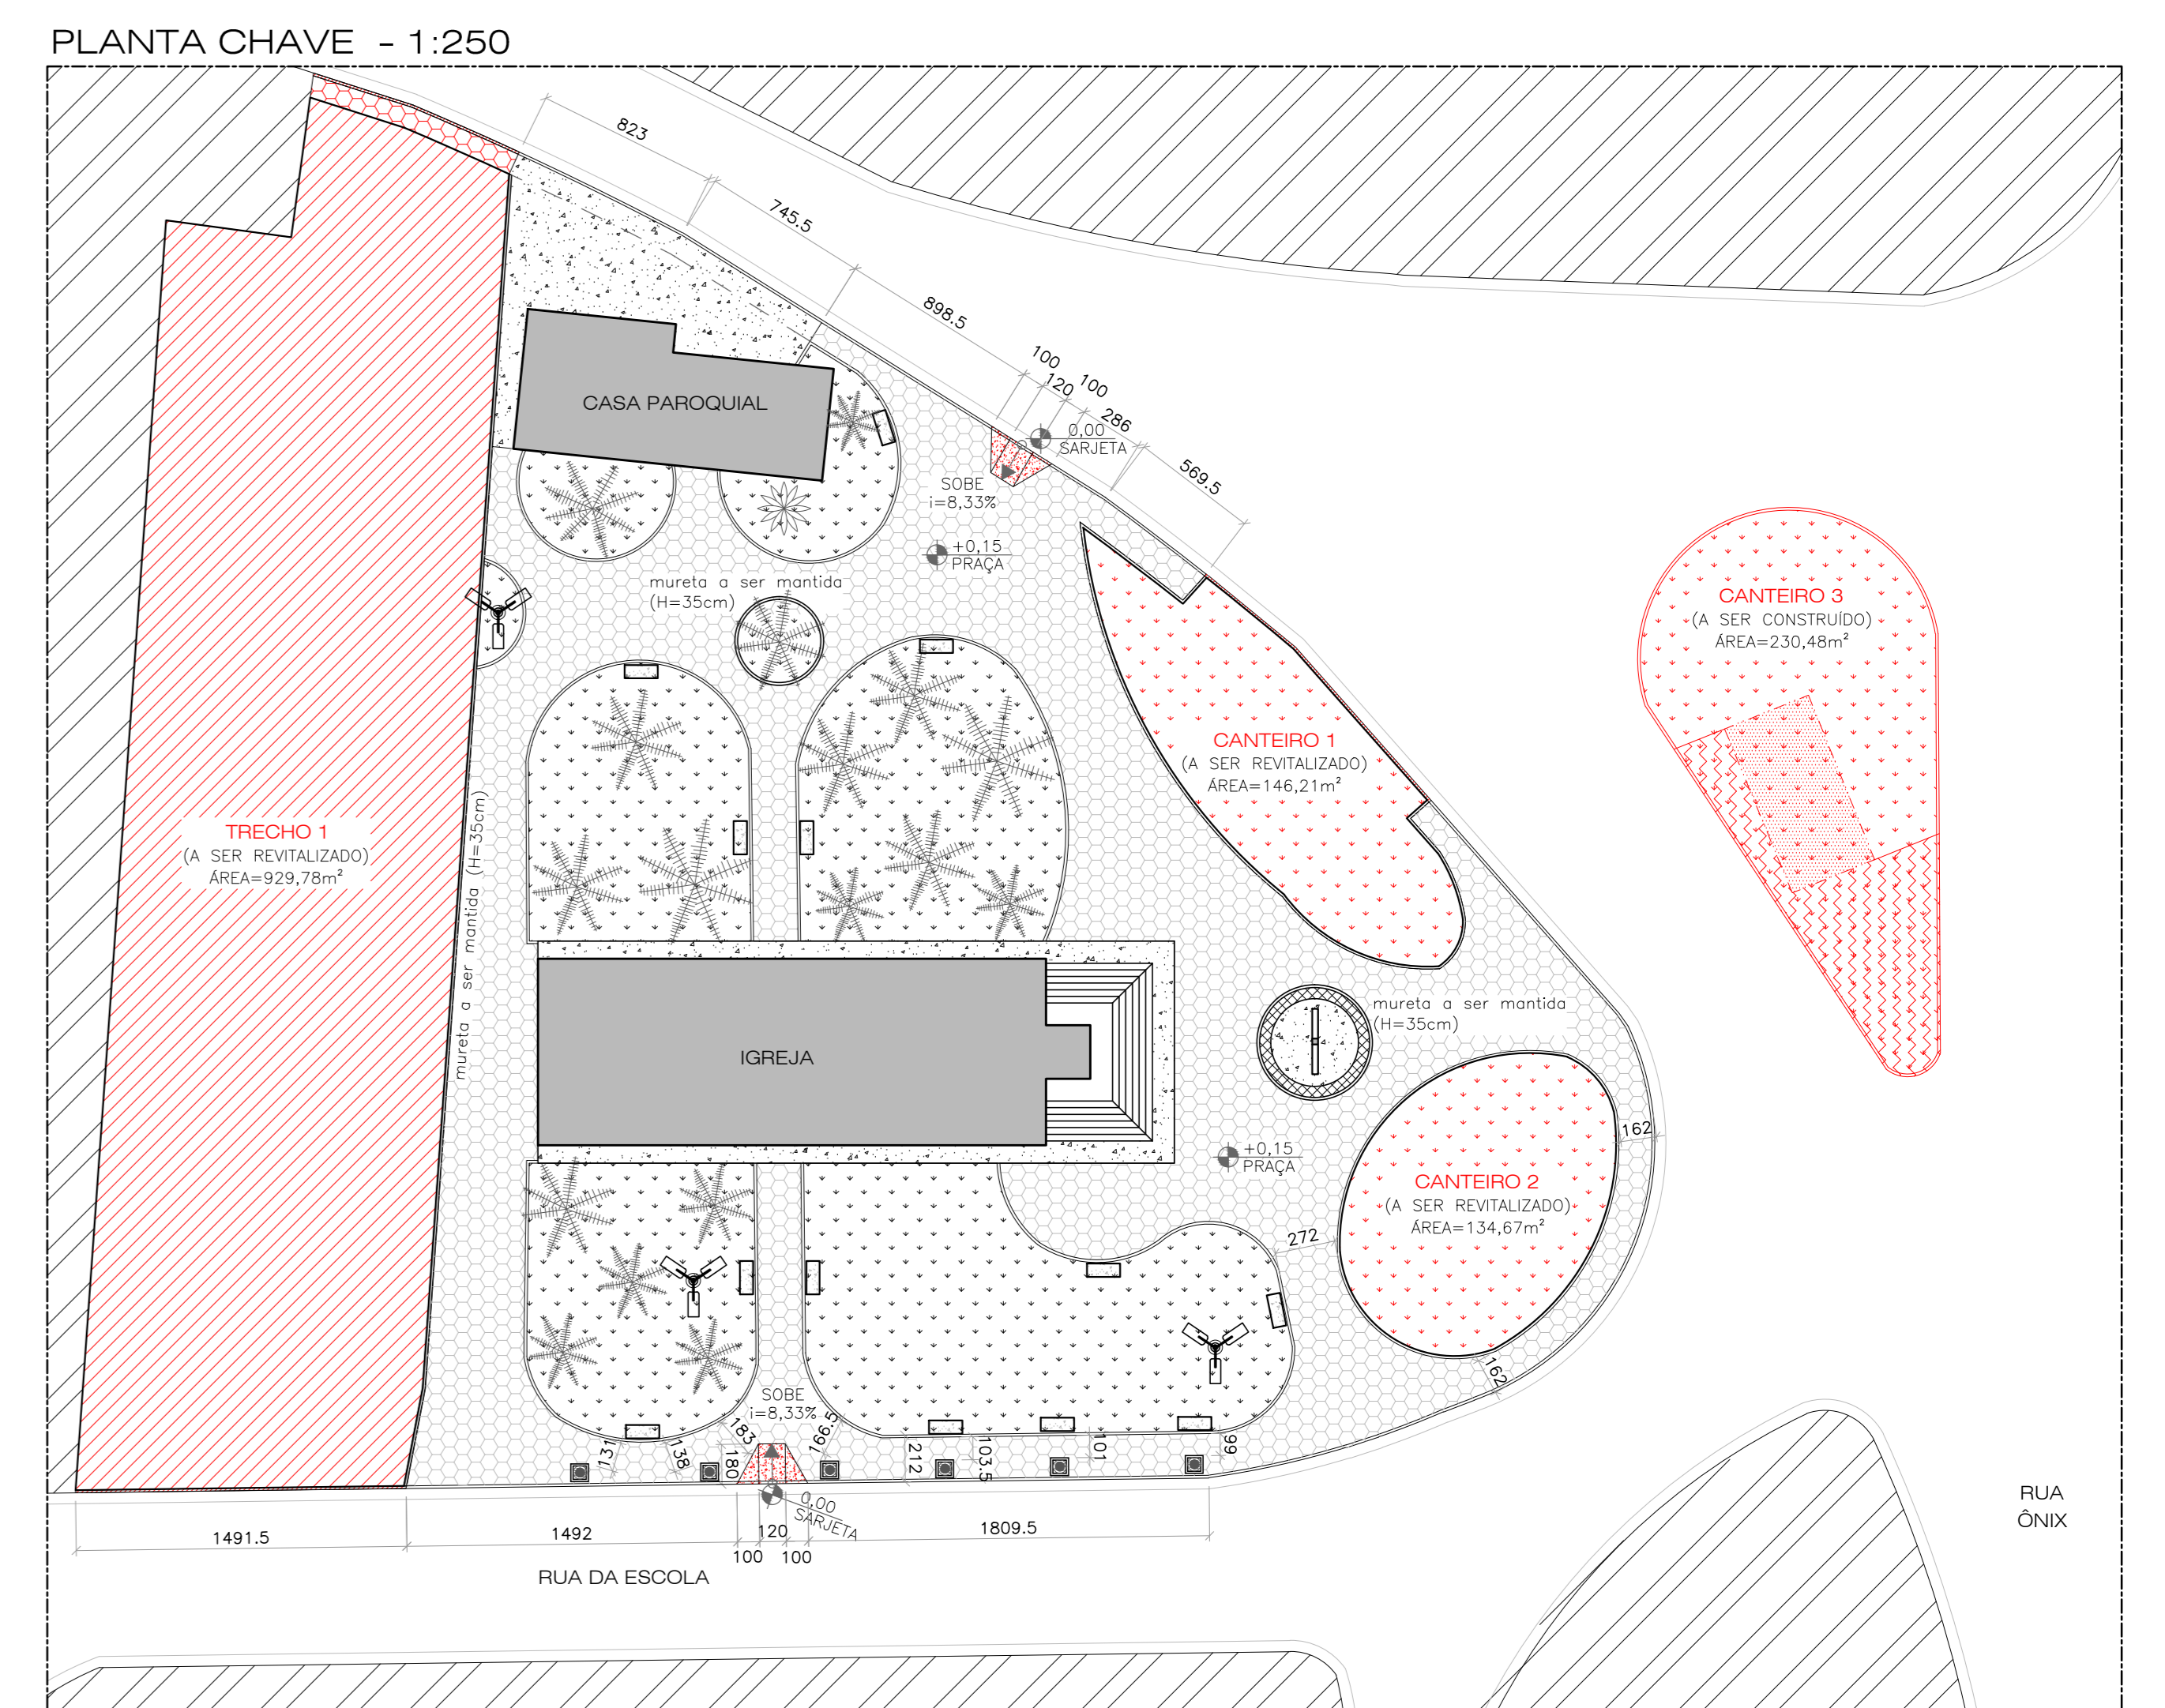 PLANTA CHAVE - 1:250
823
745.5
898.5
100
120
100
286
569.5
0,00
SARJETA
SOBE
i=8,33%
+0,15
PRAÇA
CASA PAROQUIAL
mureta a ser mantida
(H=35cm)
CANTEIRO 3
(A SER CONSTRUÍDO)
ÁREA=230,48m²
CANTEIRO 1
(A SER REVITALIZADO)
ÁREA=146,21m²
TRECHO 1
(A SER REVITALIZADO)
ÁREA=929,78m²
mureta a ser mantida (H=35cm)
mureta a ser mantida
(H=35cm)
IGREJA
+0,15
PRAÇA
162
CANTEIRO 2
(A SER REVITALIZADO)
ÁREA=134,67m²
272
162
SOBE
i=8,33%
131
138
183
180
166.5
212
103.5
101
99
0,00
SARJETA
1491.5
1492
120
1809.5
100
100
RUA DA ESCOLA
RUA
ÔNIX